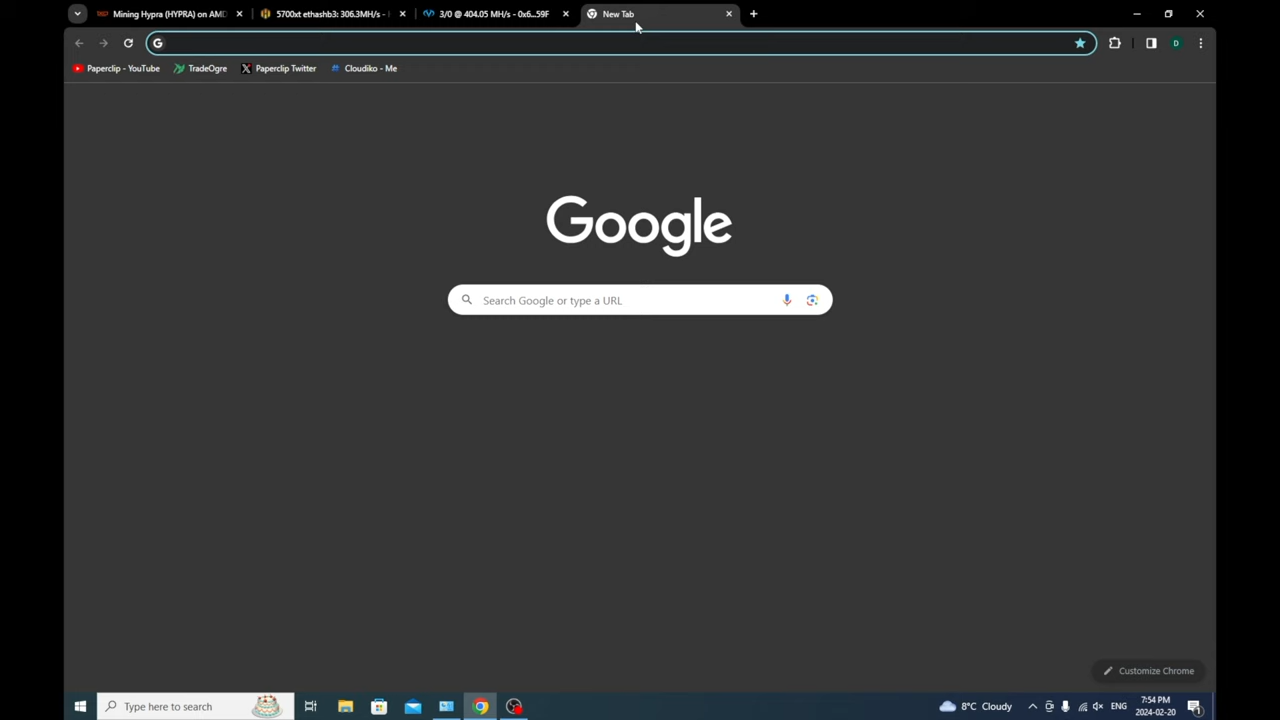 Mining Hypra (HYPRA) on AMD
5700xt ethashb3: 306.3MH/s -
3/0 @ 404.05 MH/s - 0x6...59F
New Tab
G
D
Paperclip - YouTube
TradeOgre
Paperclip Twitter
Cloudiko - Me
Google
Search Google or type a URL
Customize Chrome
Type here to search
8°C Cloudy
ENG
7:54 PM
2024-02-20
1